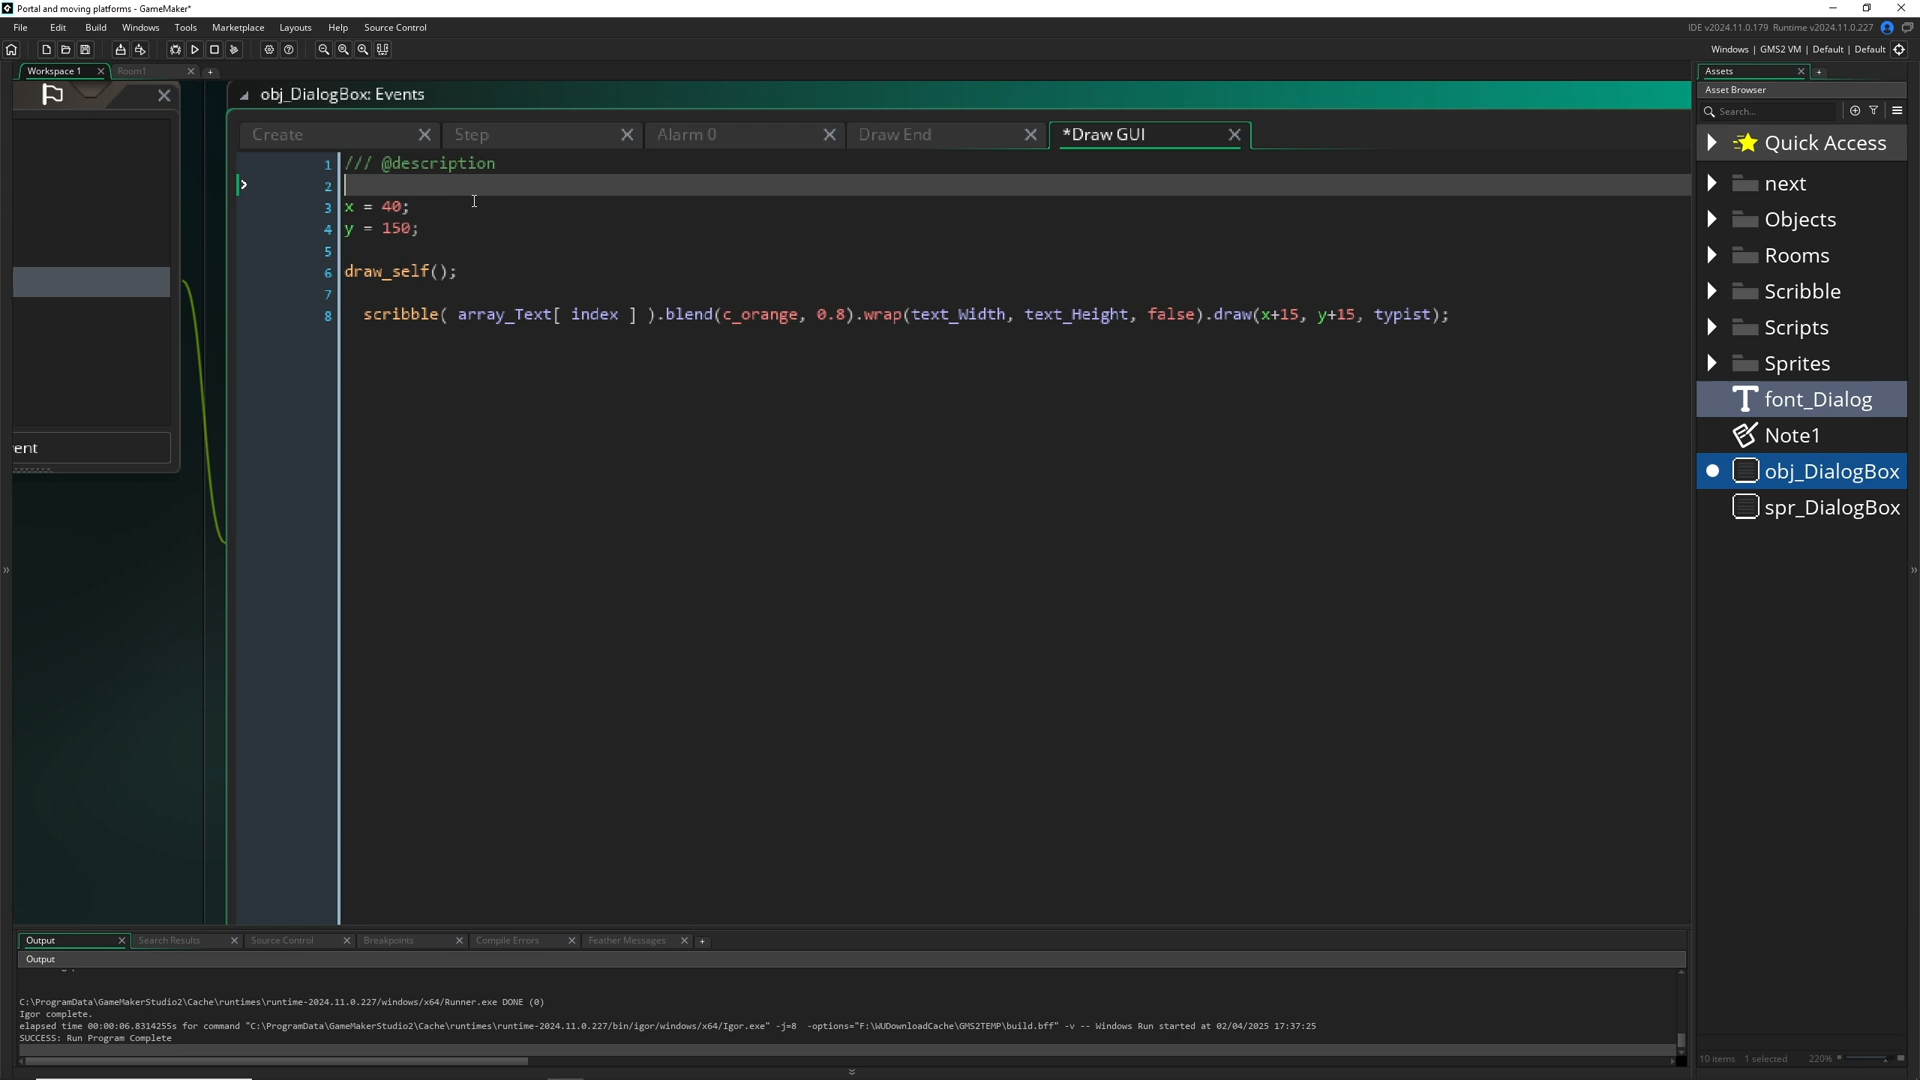 Portal and moving platforms - GameMaker*
File Edit Build Windows Tools Marketplace Layouts Help Source Control
IDE v2024.11.0.179 Runtime v2024.11.0.227
Windows | GMS2 VM | Default | Default
Workspace 1
Room1
Assets
Asset Browser
Search...
Quick Access
next
Objects
Rooms
Scribble
Scripts
Sprites
font_Dialog
Note1
obj_DialogBox
spr_DialogBox
10 items 1 selected 220%
ent
obj_DialogBox: Events
Create Step Alarm 0 Draw End *Draw GUI
1 /// @description
2
3 x = 40;
4 y = 150;
5
6 draw_self();
7
8 scribble( array_Text[ index ] ).blend(c_orange, 0.8).wrap(text_Width, text_Height, false).draw(x+15, y+15, typist);
Output Search Results Source Control Breakpoints Compile Errors Feather Messages
Output
C:\ProgramData\GameMakerStudio2\Cache\runtimes\runtime-2024.11.0.227/windows/x64/Runner.exe DONE (0)
Igor complete.
elapsed time 00:00:06.8314255s for command "C:\ProgramData\GameMakerStudio2\Cache\runtimes\runtime-2024.11.0.227/bin/igor/windows/x64/Igor.exe" -j=8 -options="F:\WUDownloadCache\GMS2TEMP\build.bff" -v -- Windows Run started at 02/04/2025 17:37:25
SUCCESS: Run Program Complete